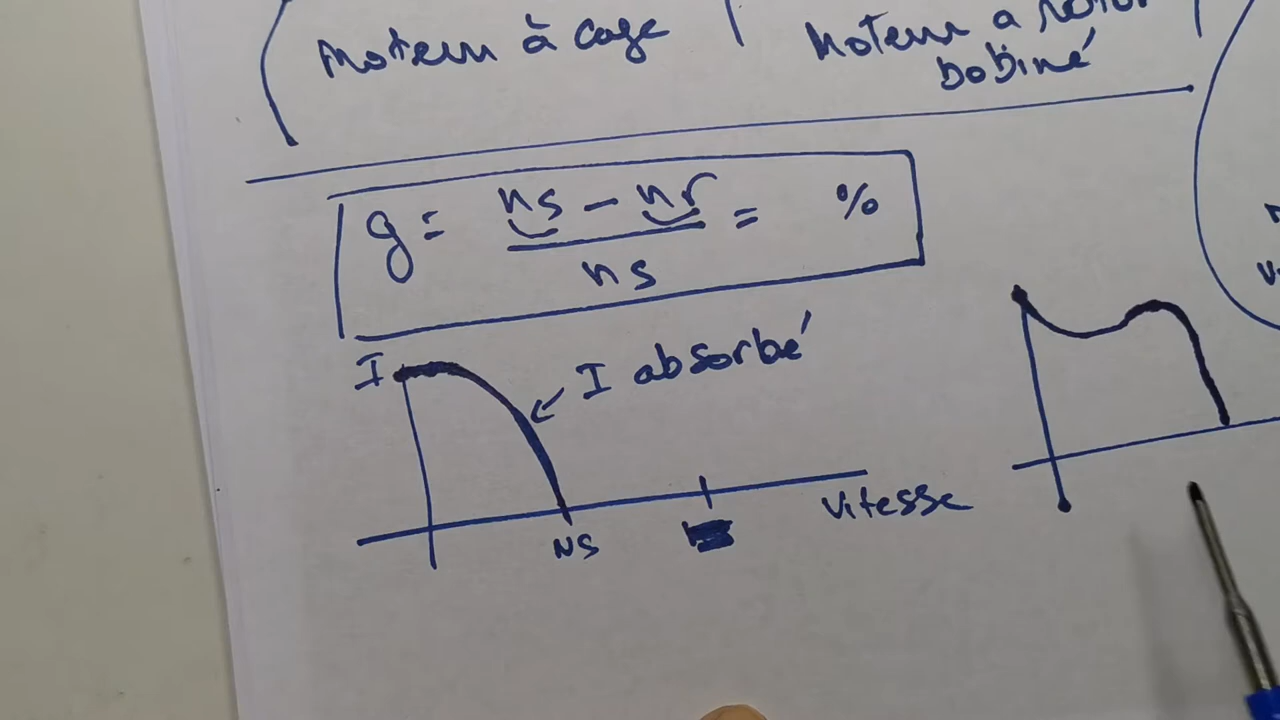 Moteur à cage
Moteur a rotor
bobiné
g = ns - nr = %
ns
I
I absorbé
NS
Vitesse